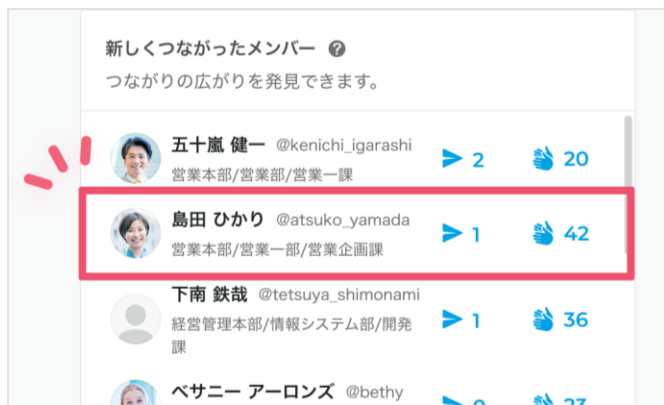 新しくつながったメンバー ?
つながりの広がりを発見できます。
五十嵐 健一 @kenichi_igarashi
営業本部/営業部/営業一課
2 20
島田 ひかり @atsuko_yamada
営業本部/営業一部/営業企画課
1 42
下南 鉄哉 @tetsuya_shimonami
経営管理本部/情報システム部/開発
課
1 36
ベサニー アーロンズ @bethy